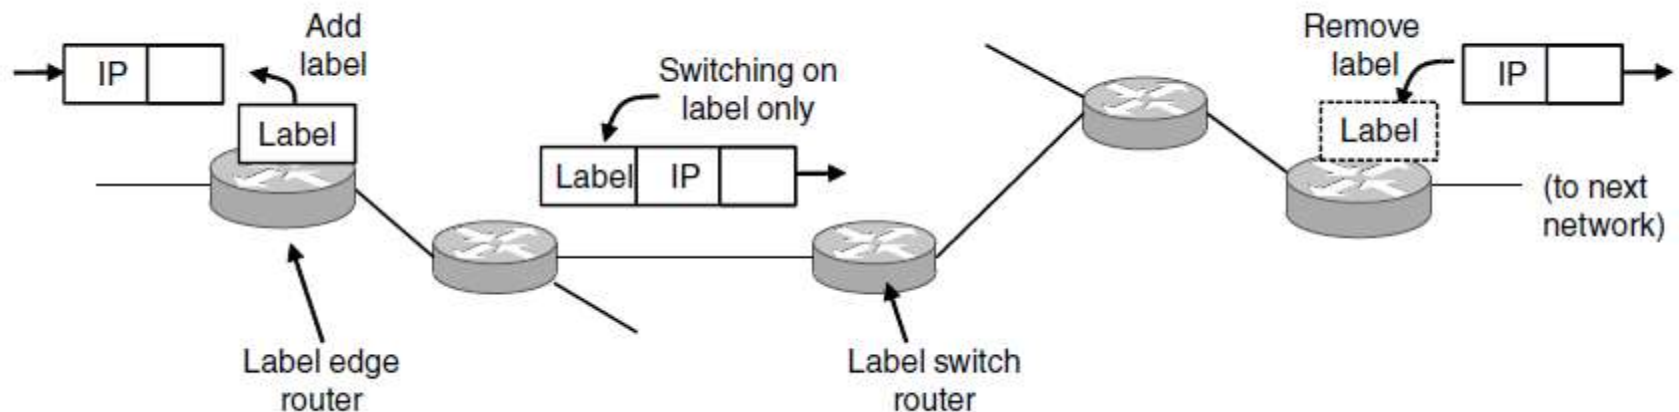 IP
Add
label
Label
Switching on
label only
Label IP
Remove
label
IP
Label
(to next
network)
Label edge
router
Label switch
router